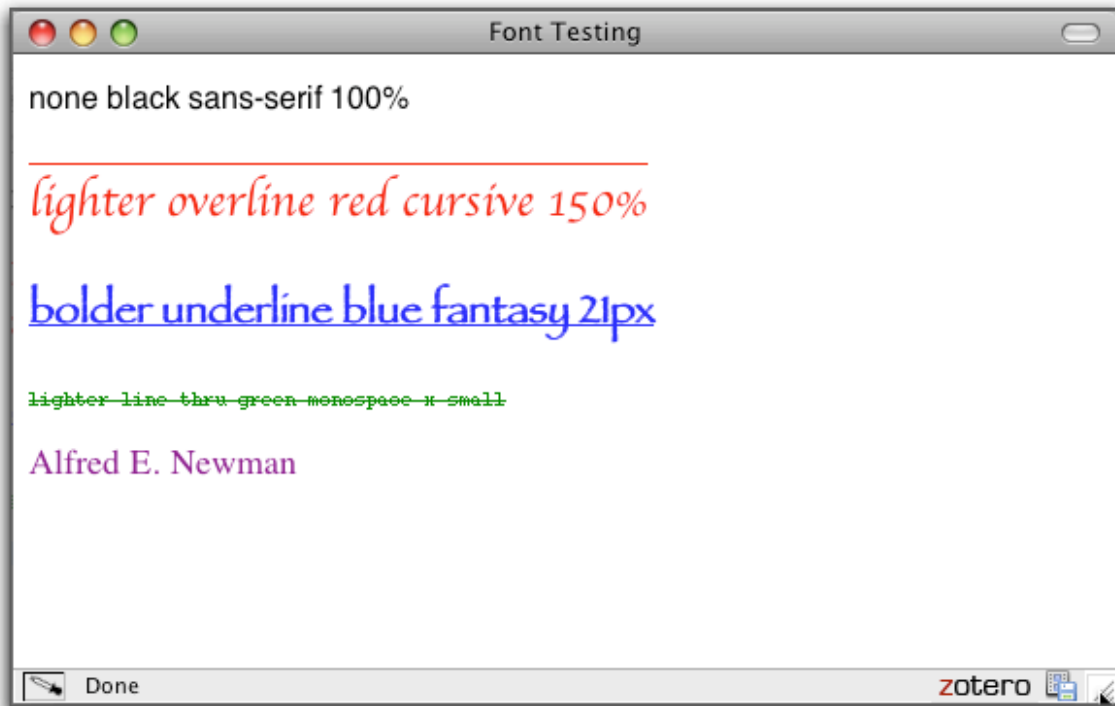 Font Testing
none black sans-serif 100%
lighter overline red cursive 150%
bolder underline blue fantasy 21px
lighter line thru green monospace x small
Alfred E. Newman
Done
zotero